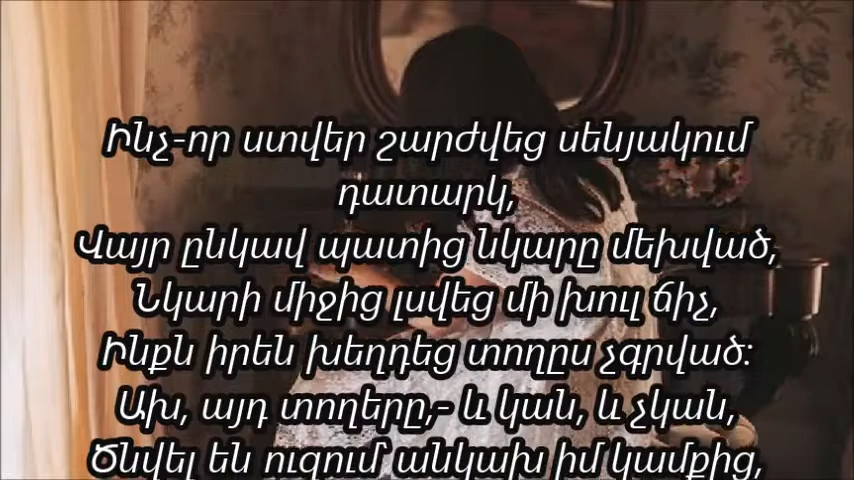 Ինչ-որ ստվեր շարժվեց սենյակում
դատարկ,
Վայր ընկավ պատից նկարը մեխված,
Նկարի միջից լսվեց մի խուլ ճիչ,
Ինքն իրեն խեղդեց տողըս չգրված:
Ախ, այդ տողերը,- և կան, և չկան,
Ծնվել են ուզում անկախ իմ կամքից,